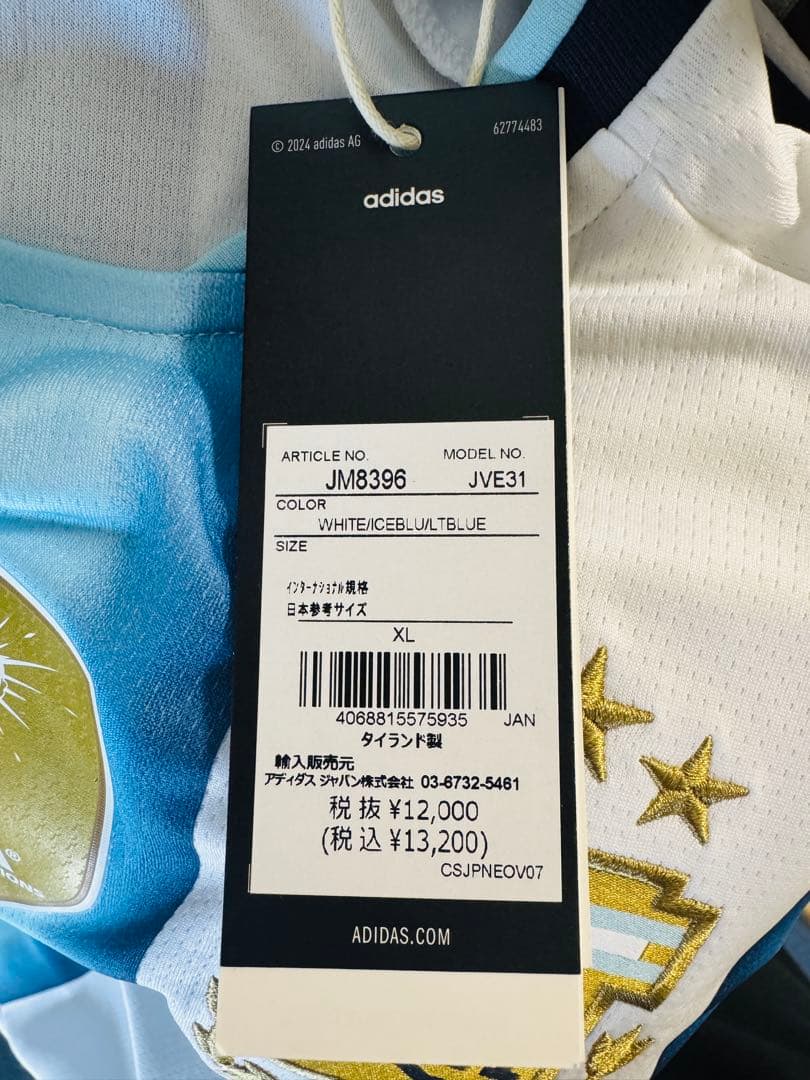 © 2024 adidas AG
62774483
adidas
ARTICLE NO. MODEL NO.
JM8396 JVE31
COLOR
WHITE/ICEBLU/LTBLUE
SIZE
インターナショナル規格
日本参考サイズ
XL
4068815575935 JAN
タイランド製
輸入販売元
アディダス ジャパン株式会社 03-6732-5461
税抜 ¥12,000
(税込 ¥13,200)
CSJPNEOV07
ADIDAS.COM